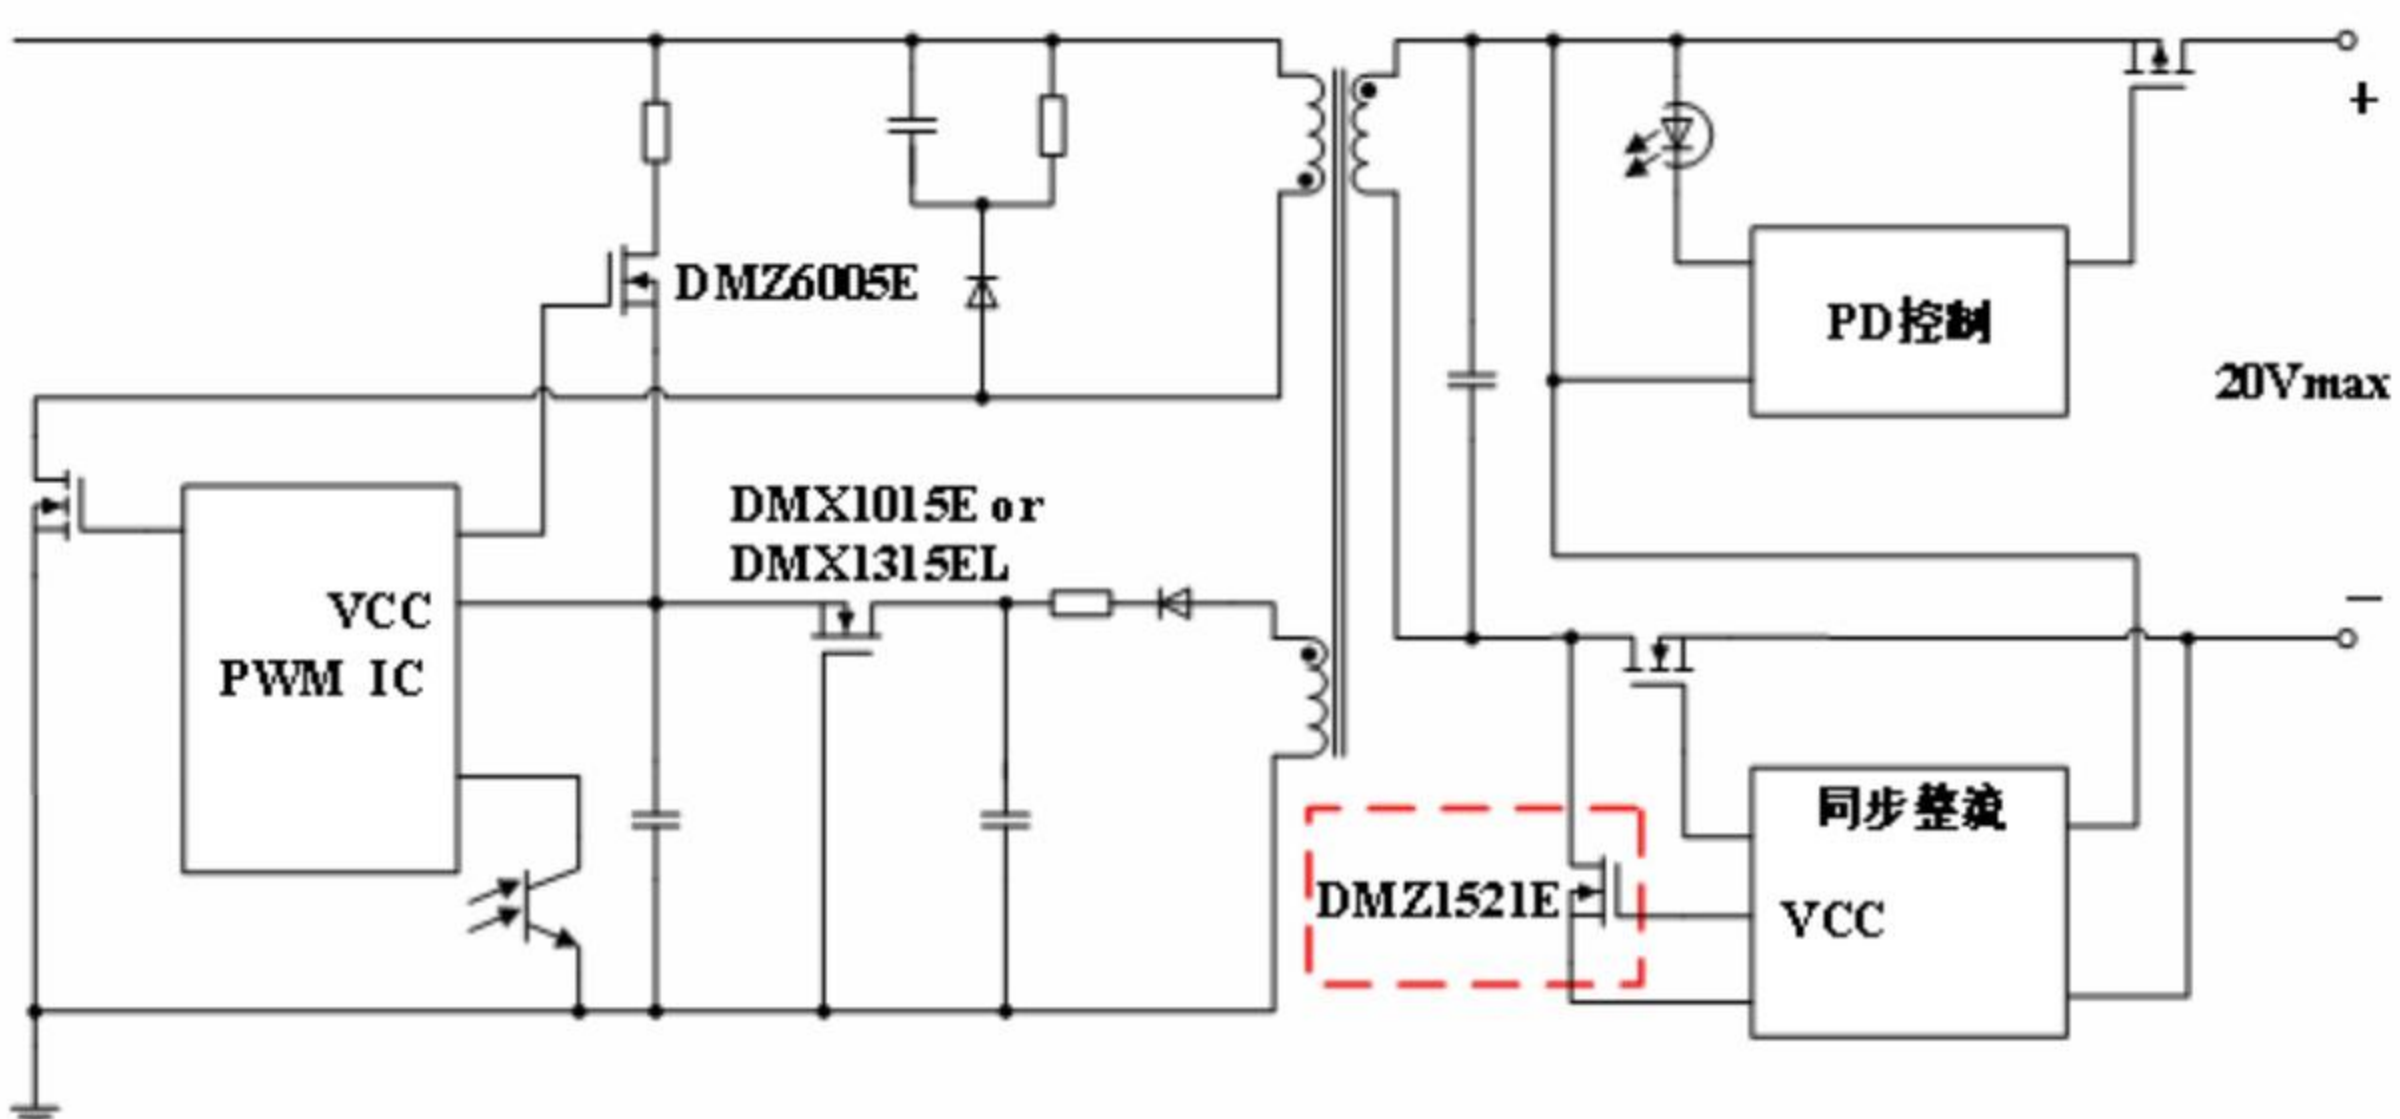 +
DMZ6005E
PD控制
20Vmax
DMX1015E or
DMX1315EL
VCC
PWM IC
—
同步整流
DMZ1521E
VCC